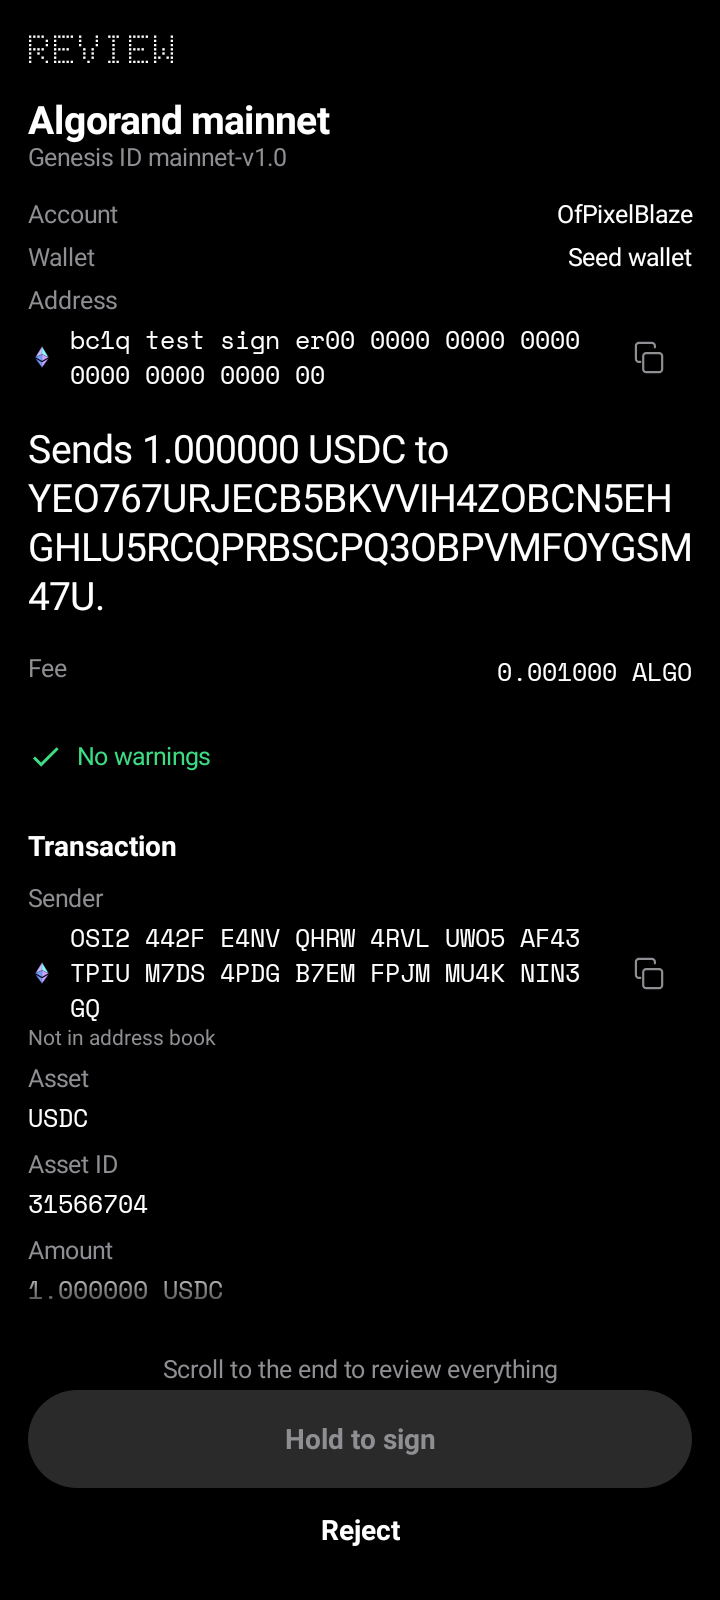 REVIEW
Algorand mainnet
Genesis ID mainnet-v1.0
Account OfPixelBlaze
Wallet Seed wallet
Address
bc1q test sign er00 0000 0000 0000
0000 0000 0000 00
Sends 1.000000 USDC to
YEO767URJECB5BKVVIH4ZOBCN5EH
GHLU5RCQPRBSCPQ3OBPVMFOYGSM
47U.
Fee 0.001000 ALGO
No warnings
Transaction
Sender
OSI2 442F E4NV QHRW 4RVL UWO5 AF43
TPIU M7DS 4PDG B7EM FPJM MU4K NIN3
GQ
Not in address book
Asset
USDC
Asset ID
31566704
Amount
1.000000 USDC
Scroll to the end to review everything
Hold to sign
Reject